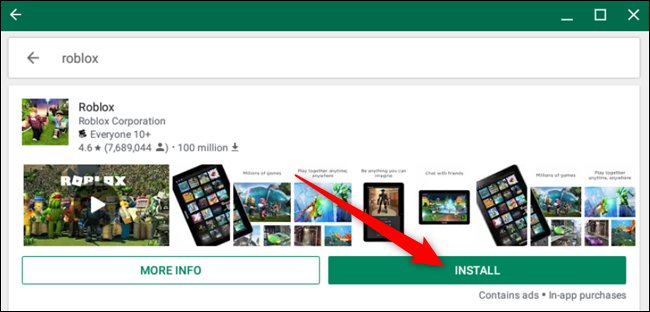 roblox
Roblox
Roblox Corporation
Everyone 10+
4.6 ★ (7,689,044) • 100 million
ROBLOX
Millions of games
Play together anytime, anywhere
Be anything you can imagine
Chat with friends
Millions of games
Play together anytime, anywhere
MORE INFO
INSTALL
Contains ads • In-app purchases